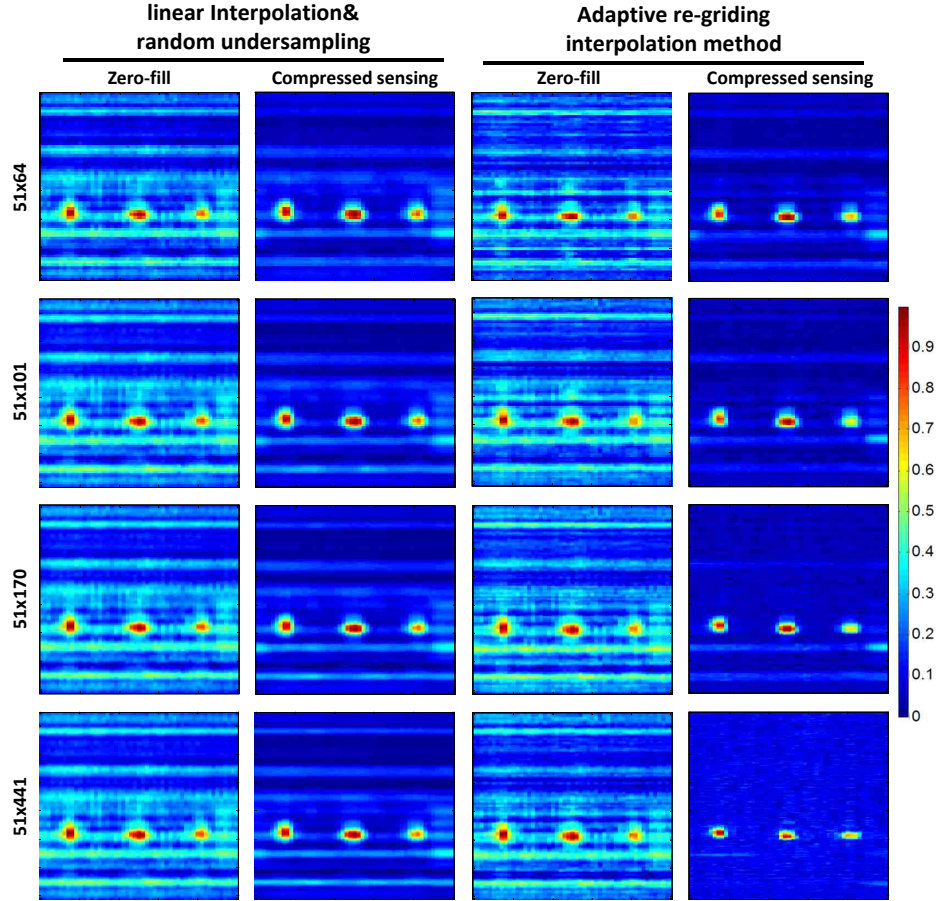 linear Interpolation&
random undersampling
Adaptive re-griding
interpolation method
Zero-fill
Compressed sensing
Zero-fill
Compressed sensing
51x64
51x101
51x170
51x441
0.9
0.8
0.7
0.6
0.5
0.4
0.3
0.2
0.1
0